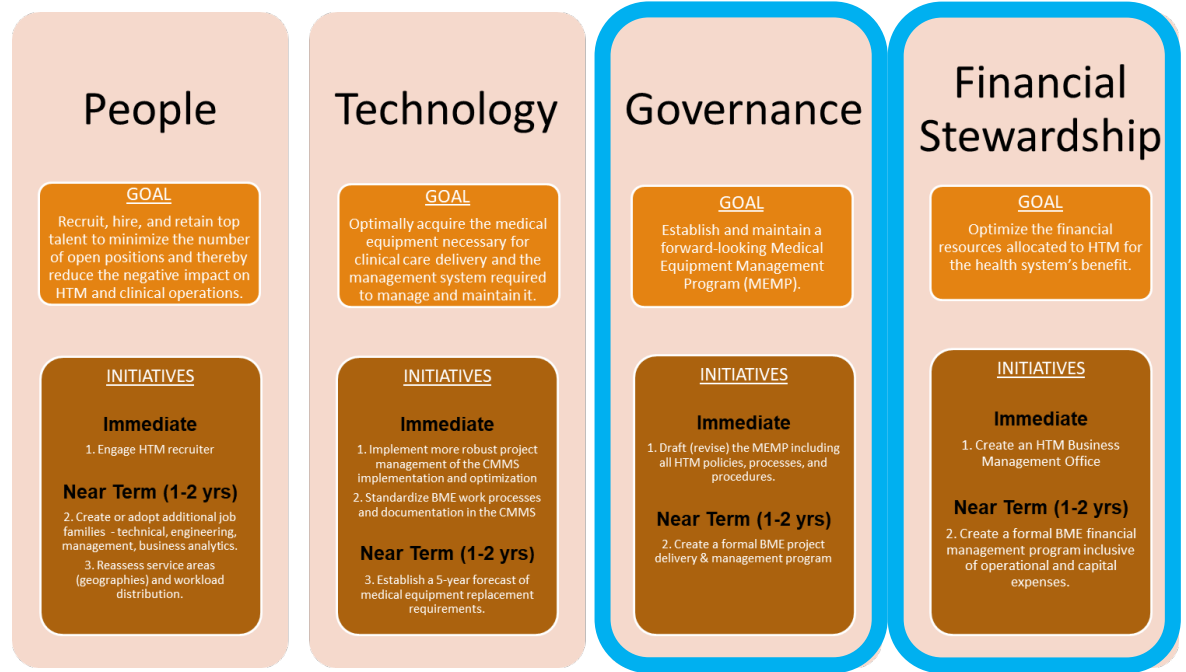 People
GOAL
Recruit, hire, and retain top
talent to minimize the number
of open positions and thereby
reduce the negative impact on
HTM and clinical operations.
INITIATIVES
Immediate
1. Engage HTM recruiter
Near Term (1-2 yrs)
2. Create or adopt additional job
families - technical, engineering,
management, business analytics.
3. Reassess service areas
(geographies) and workload
distribution.
Technology
GOAL
Optimally acquire the medical
equipment necessary for
clinical care delivery and the
management system required
to manage and maintain it.
INITIATIVES
Immediate
1. Implement more robust project
management of the CMMS
implementation and optimization
2. Standardize BME work processes
and documentation in the CMMS
Near Term (1-2 yrs)
3. Establish a 5-year forecast of
medical equipment replacement
requirements.
Governance
GOAL
Establish and maintain a
forward-looking Medical
Equipment Management
Program (MEMP).
INITIATIVES
Immediate
1. Draft (revise) the MEMP including
all HTM policies, processes, and
procedures.
Near Term (1-2 yrs)
2. Create a formal BME project
delivery & management program
Financial
Stewardship
GOAL
Optimize the financial
resources allocated to HTM for
the health system's benefit.
INITIATIVES
Immediate
1. Create an HTM Business
Management Office
Near Term (1-2 yrs)
2. Create a formal BME financial
management program inclusive
of operational and capital
expenses.